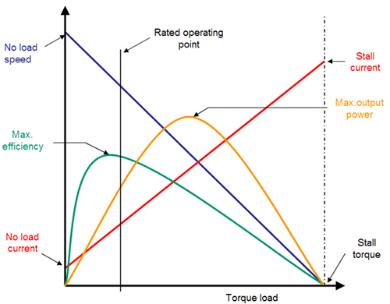 No load
speed
Rated operating
point
Stall
current
Max.output
power
Max.
efficiency
No load
current
Stall
torque
Torque load